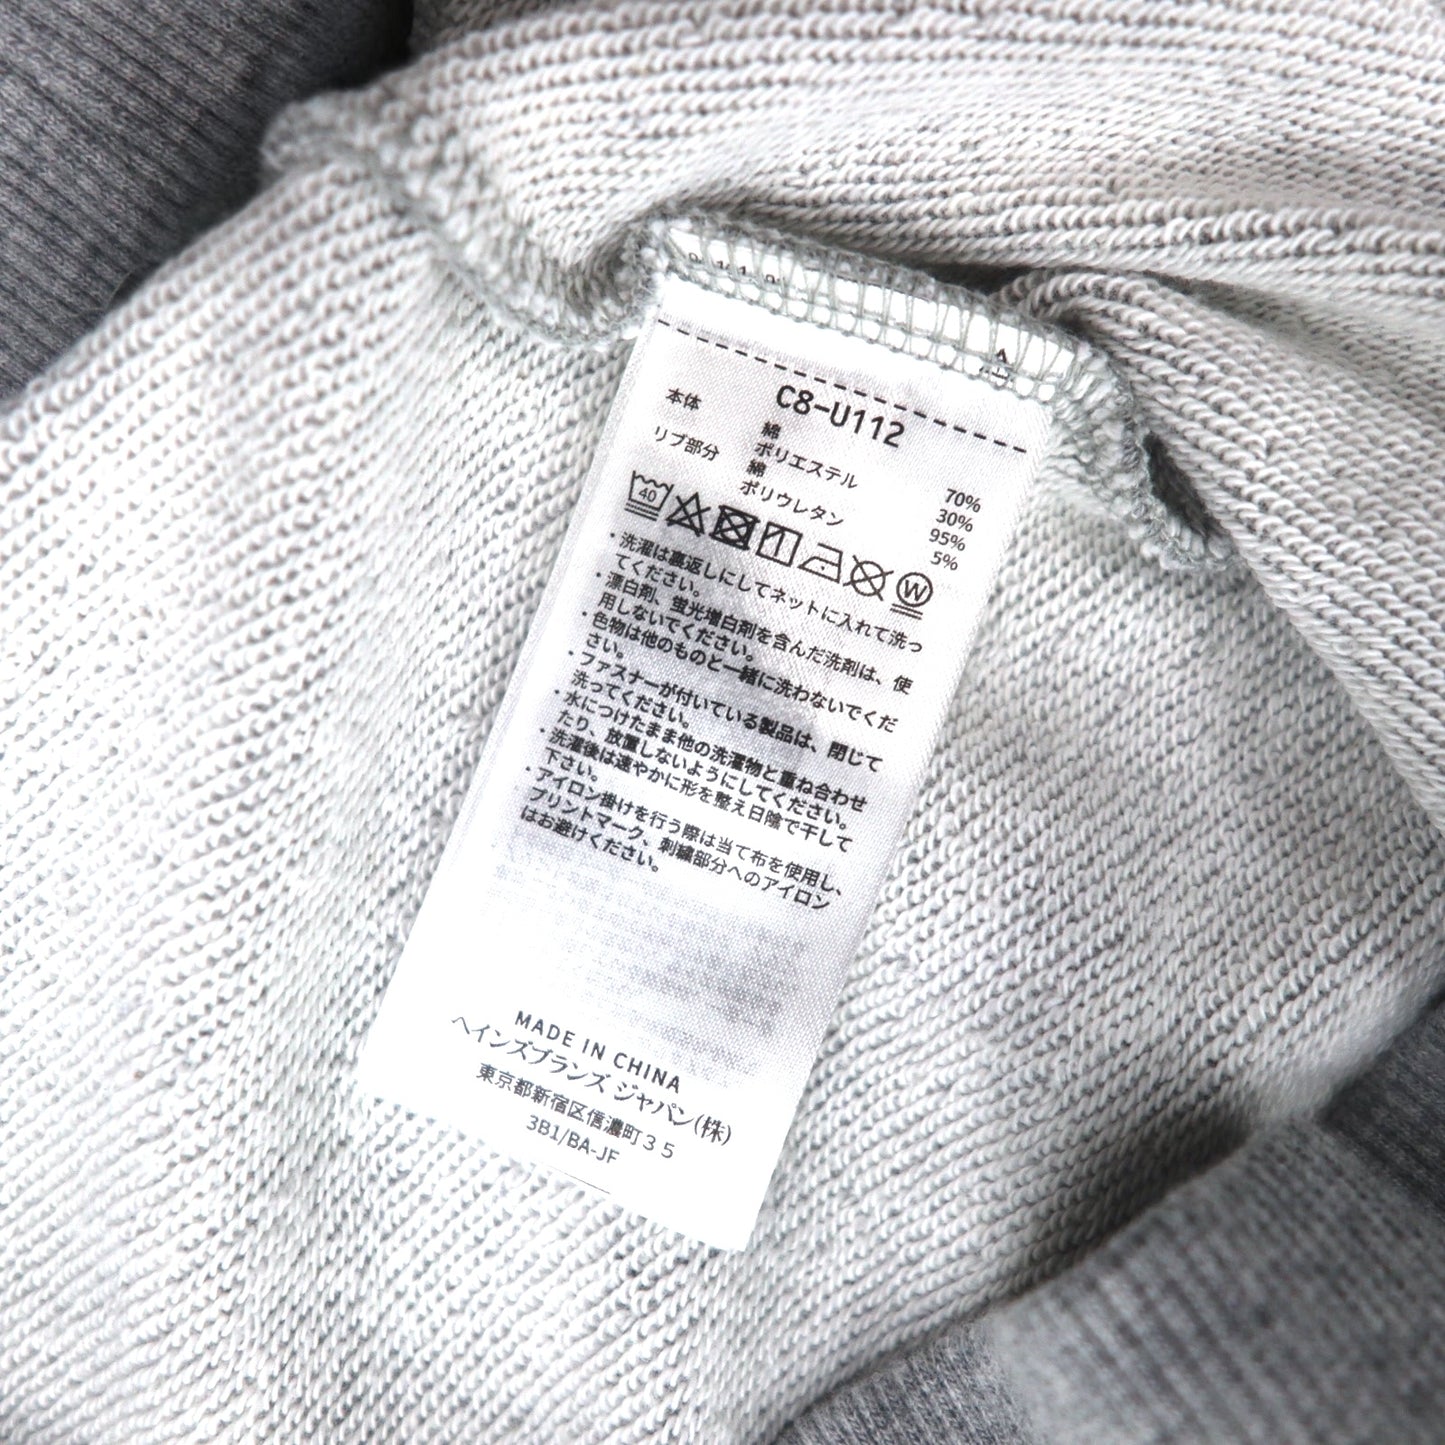 C8-U112
本体 綿 70%
ポリエステル 30%
リブ部分 綿 95%
ポリウレタン 5%
40
W
・洗濯は裏返しにしてネットに入れて洗っ
てください。
・漂白剤、蛍光増白剤を含んだ洗剤は、使
用しないでください。
・色物は他のものと一緒に洗わないでくだ
さい。
・ファスナーが付いている製品は、閉じて
洗ってください。
・水につけたまま他の洗濯物と重ね合わせ
たり、放置しないようにしてください。
・洗濯後は速やかに形を整え日陰で干して
下さい。
・アイロン掛けを行う際は当て布を使用し、
プリントマーク、刺繍部分へのアイロン
はお避けください。
MADE IN CHINA
ヘインズブランズ ジャパン(株)
東京都新宿区信濃町35
3B1/BA-JF